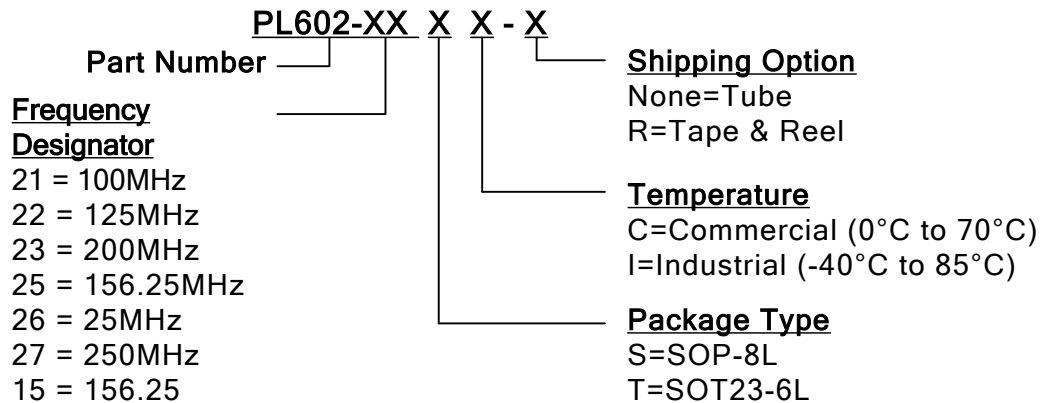 PL602-XX X X - X
Part Number
Frequency
Designator
21 = 100MHz
22 = 125MHz
23 = 200MHz
25 = 156.25MHz
26 = 25MHz
27 = 250MHz
15 = 156.25
Shipping Option
None=Tube
R=Tape & Reel
Temperature
C=Commercial (0°C to 70°C)
I=Industrial (-40°C to 85°C)
Package Type
S=SOP-8L
T=SOT23-6L